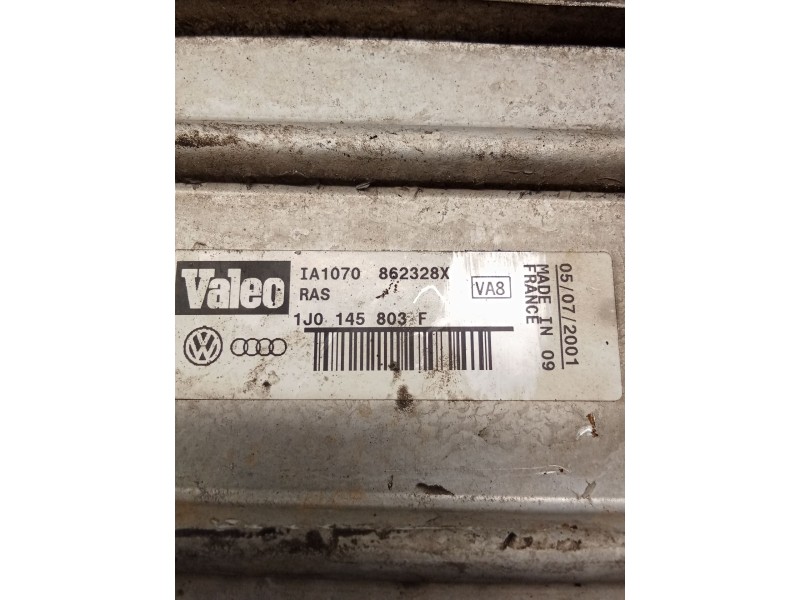 Valeo
IA1070 862328X
RAS
VA8
1J0 145 803 F
05/07/2001
MADE IN 09
FRANCE